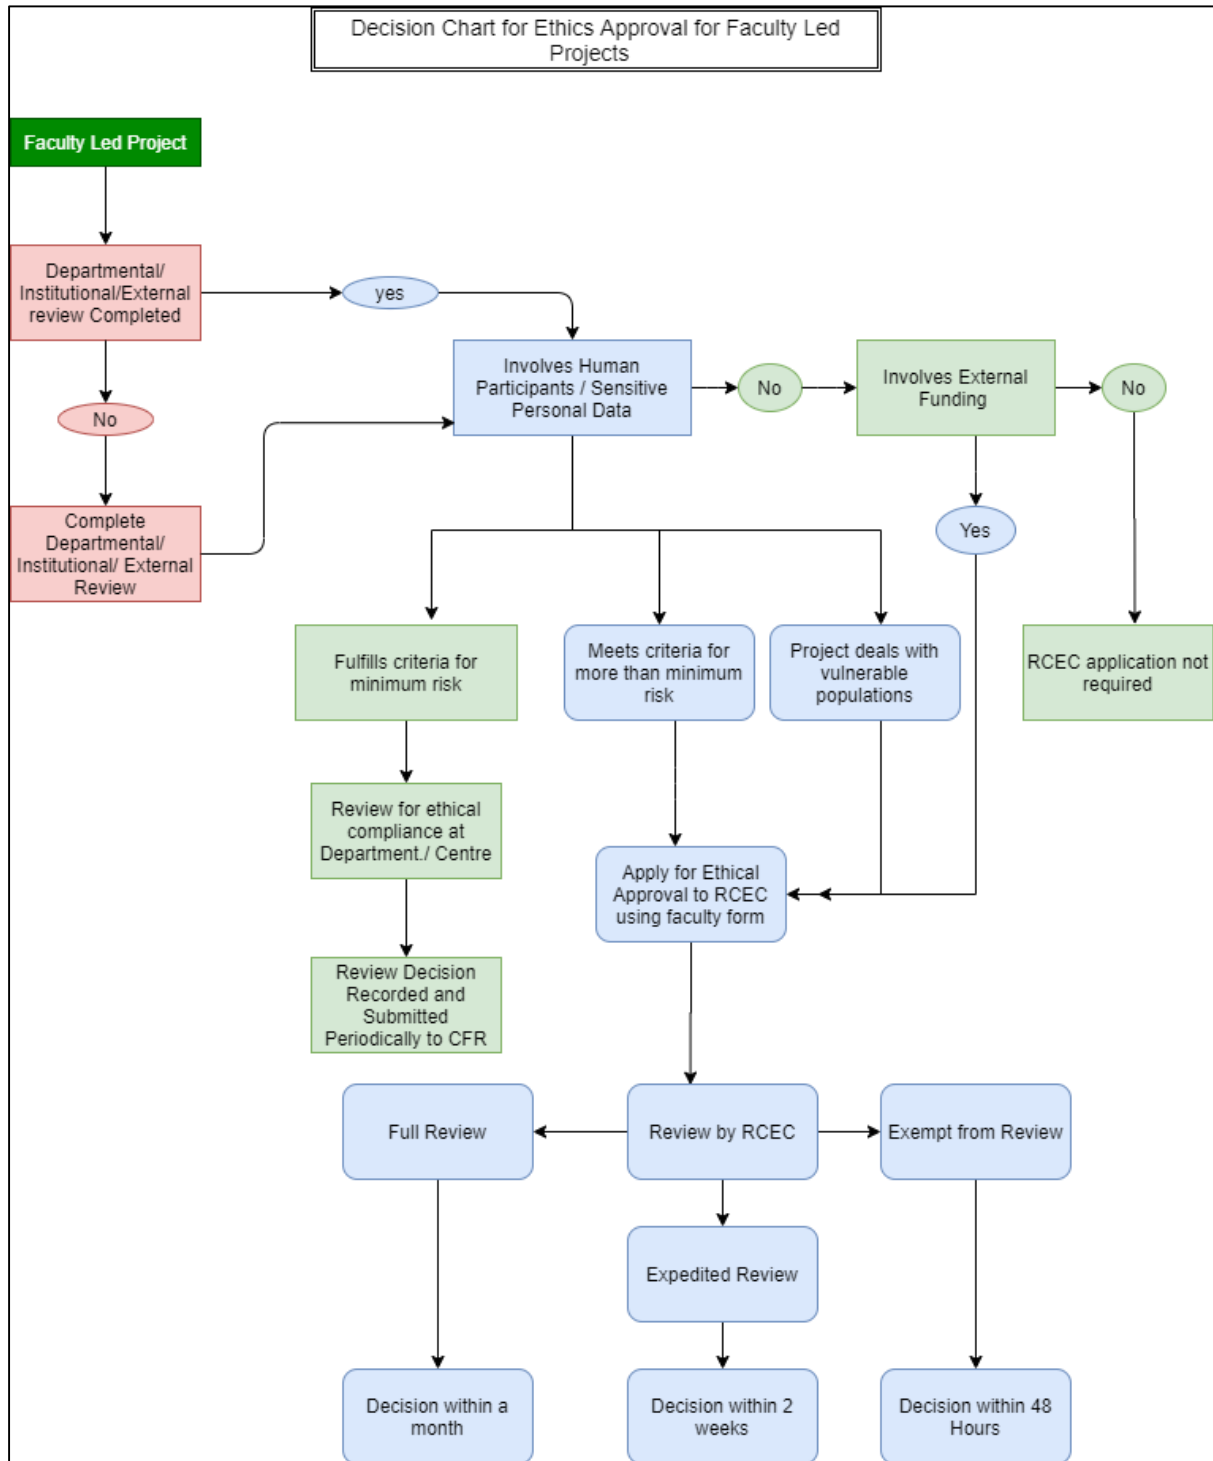 Decision Chart for Ethics Approval for Faculty Led
Projects
Faculty Led Project
Departmental/
Institutional/External
review Completed
yes
No
Complete
Departmental/
Institutional/ External
Review
Involves Human
Participants / Sensitive
Personal Data
No
Involves External
Funding
No
Yes
RCEC application not
required
Fulfills criteria for
minimum risk
Meets criteria for
more than minimum
risk
Project deals with
vulnerable
populations
Review for ethical
compliance at
Department./ Centre
Review Decision
Recorded and
Submitted
Periodically to CFR
Apply for Ethical
Approval to RCEC
using faculty form
Full Review
Review by RCEC
Exempt from Review
Expedited Review
Decision within a
month
Decision within 2
weeks
Decision within 48
Hours